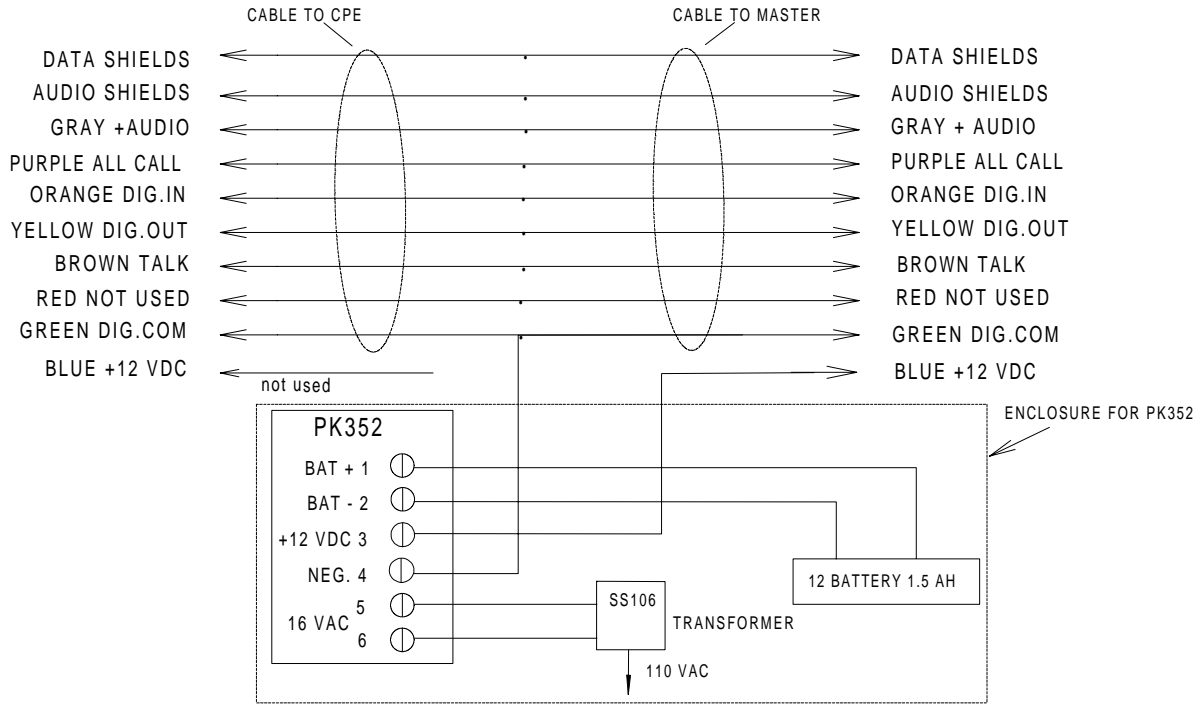 CABLE TO CPE
CABLE TO MASTER
DATA SHIELDS
DATA SHIELDS
AUDIO SHIELDS
AUDIO SHIELDS
GRAY +AUDIO
GRAY + AUDIO
PURPLE ALL CALL
PURPLE ALL CALL
ORANGE DIG.IN
ORANGE DIG.IN
YELLOW DIG.OUT
YELLOW DIG.OUT
BROWN TALK
BROWN TALK
RED NOT USED
RED NOT USED
GREEN DIG.COM
GREEN DIG.COM
BLUE +12 VDC
BLUE +12 VDC
not used
ENCLOSURE FOR PK352
PK352
BAT + 1
BAT - 2
+12 VDC 3
NEG. 4
16 VAC
5
6
SS106
TRANSFORMER
12 BATTERY 1.5 AH
110 VAC